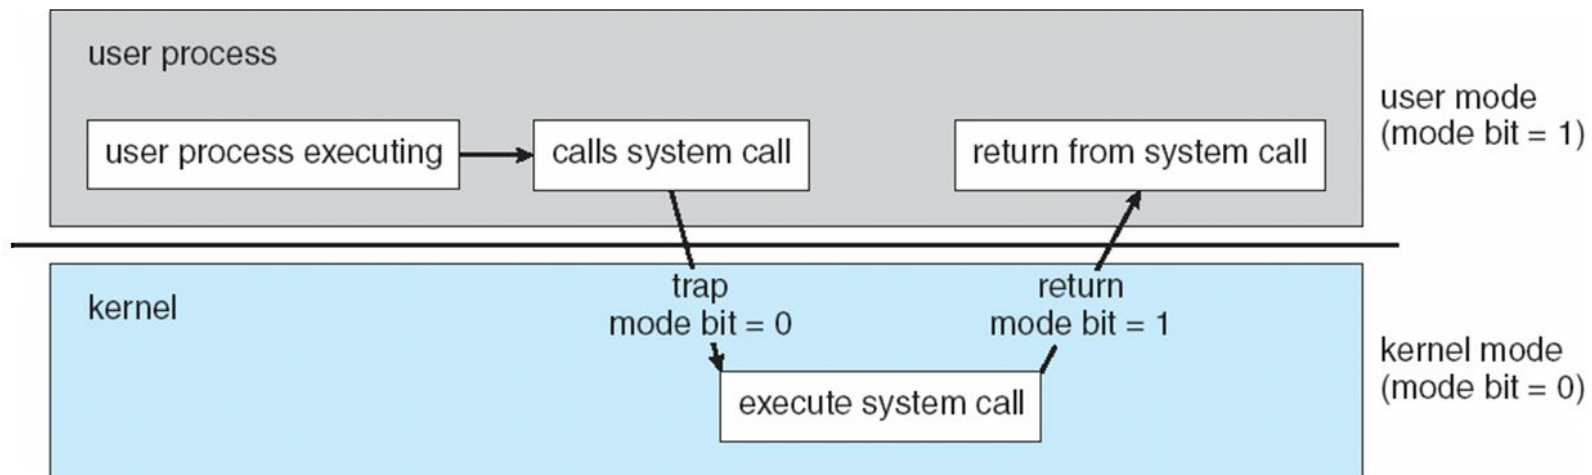 user process
user process executing
calls system call
return from system call
user mode
(mode bit = 1)
trap
mode bit = 0
return
mode bit = 1
kernel
execute system call
kernel mode
(mode bit = 0)